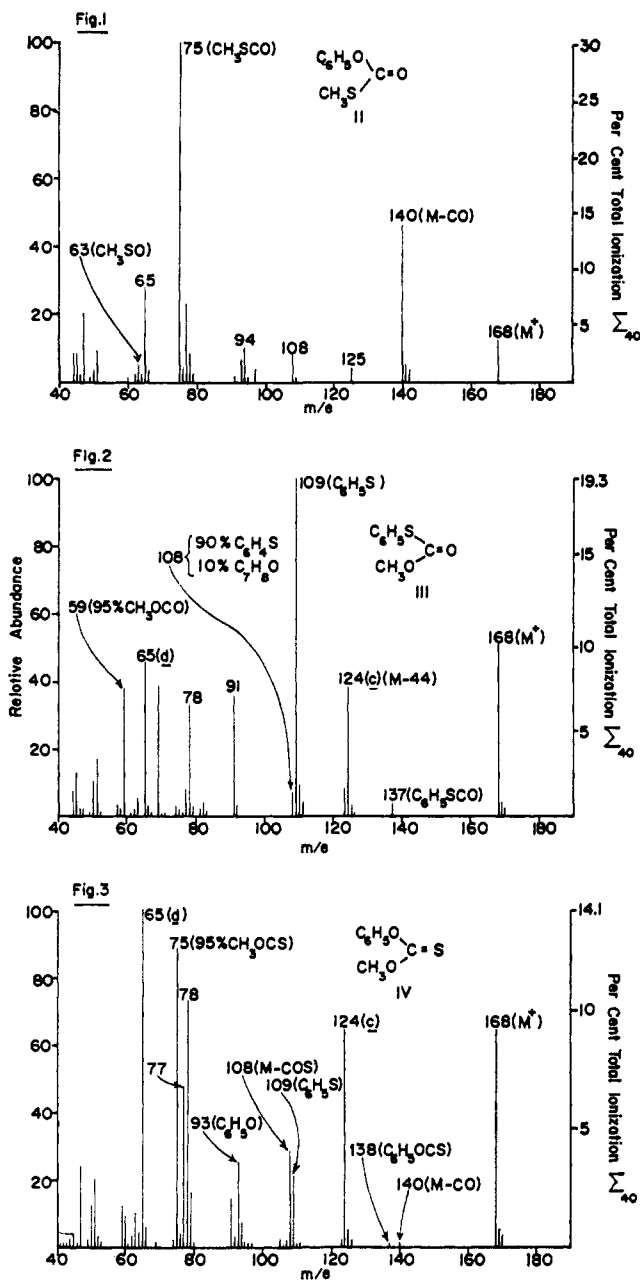 Fig.1
100
80
60
40
20
75(CH₃SCO)
C₆H₅O
C=O
CH₃S
II
63(CH₃SO)
65
94
108
125
140(M-CO)
168(M⁺)
30
25
20
15
10
5
Per Cent Total Ionization Σ₄₀
40 60 80 100 120 140 160 180
m/e
Fig.2
100
80
60
40
20
Relative Abundance
109(C₆H₅S)
108 { 90% C₆H₄S
10% C₇H₈O
C₆H₅S
C=O
CH₃O
III
59(95%CH₃OCO)
65(d)
78
91
124(c)(M-44)
137(C₆H₅SCO)
168(M⁺)
19.3
15
10
5
Per Cent Total Ionization Σ₄₀
40 60 80 100 120 140 160 180
m/e
Fig.3
100
80
60
40
20
65(d)
75(95%CH₃OCS)
78
77
93(C₆H₅O)
108(M-COS)
109(C₆H₅S)
C₆H₅O
C=S
CH₃O
IV
124(c)
138(C₆H₅OCS)
140(M-CO)
168(M⁺)
14.1
10
5
Per Cent Total Ionization Σ₄₀
40 60 80 100 120 140 160 180
m/e